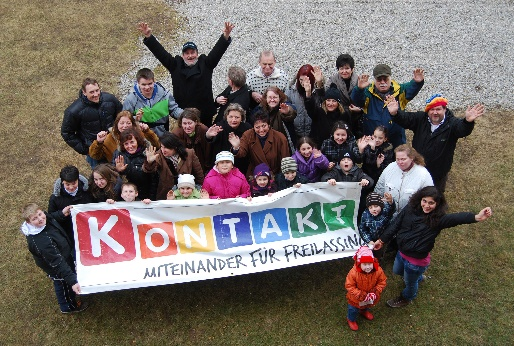 KONTAKT
MITEINANDER FÜR FREILASSING